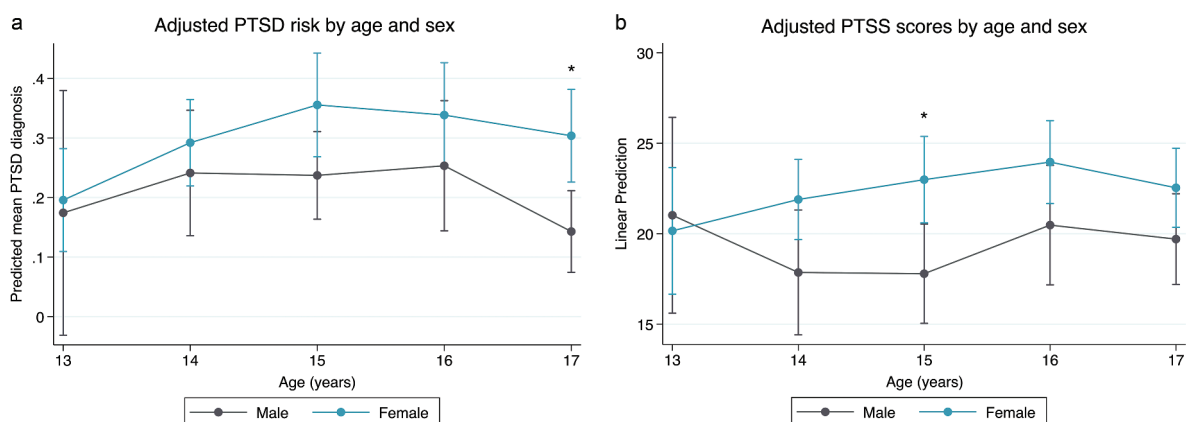 a
Adjusted PTSD risk by age and sex
Predicted mean PTSD diagnosis
.4
.3
.2
.1
0
*
13 14 15 16 17
Age (years)
Male Female
b
Adjusted PTSS scores by age and sex
Linear Prediction
30
25
20
15
*
13 14 15 16 17
Age (years)
Male Female